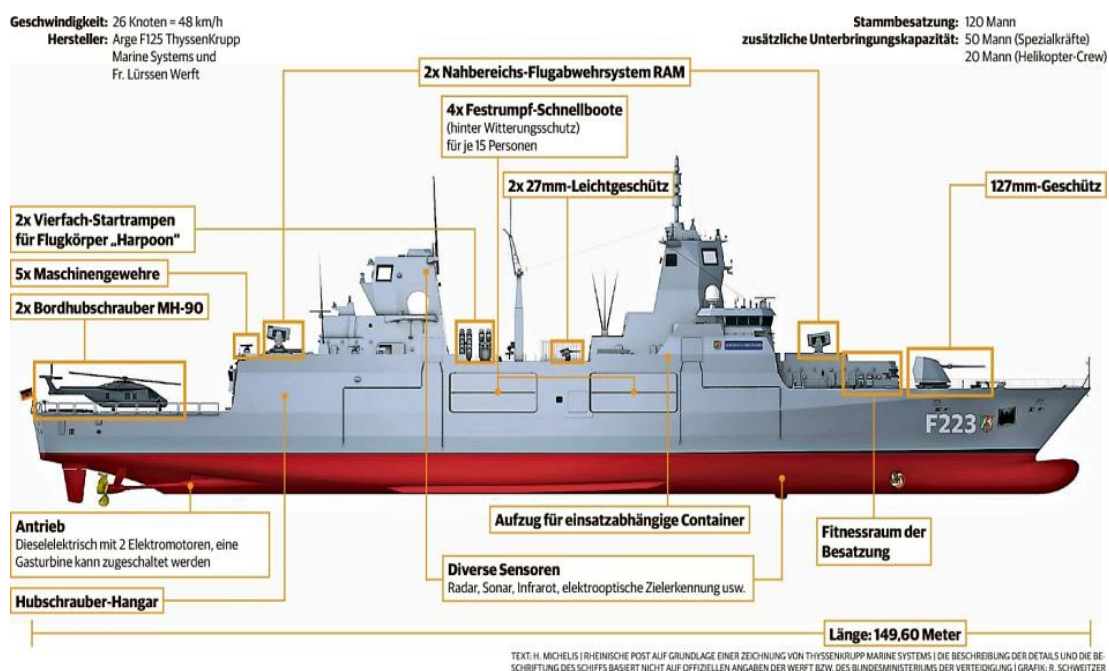 Geschwindigkeit: 26 Knoten = 48 km/h
Hersteller: Arge F125 ThyssenKrupp
Marine Systems und
Fr. Lürssen Werft
Stammbesatzung: 120 Mann
zusätzliche Unterbringungskapazität: 50 Mann (Spezialkräfte)
20 Mann (Helikopter-Crew)
2x Nahbereichs-Flugabwehrsystem RAM
4x Festrumpf-Schnellboote
(hinter Witterungsschutz)
für je 15 Personen
2x 27mm-Leichtgeschütz
127mm-Geschütz
2x Vierfach-Startrampen
für Flugkörper „Harpoon“
5x Maschinengewehre
2x Bordhubschrauber MH-90
F223
Antrieb
Dieselelektrisch mit 2 Elektromotoren, eine
Gasturbine kann zugeschaltet werden
Aufzug für einsatzabhängige Container
Fitnessraum der
Besatzung
Diverse Sensoren
Radar, Sonar, Infrarot, elektrooptische Zielerkennung usw.
Hubschrauber-Hangar
Länge: 149,60 Meter
TEXT: H. MICHELIS | RHEINISCHE POST AUF GRUNDLAGE EINER ZEICHNUNG VON THYSSENKRUPP MARINE SYSTEMS | DIE BESCHREIBUNG DER DETAILS UND DIE BE-
SCHRIFTUNG DES SCHIFFS BASIERT NICHT AUF OFFIZIELLEN ANGABEN DER WERFT BZW. DES BUNDESMINISTERIUMS DER VERTEIDIGUNG | GRAFIK: R. SCHWEITZER